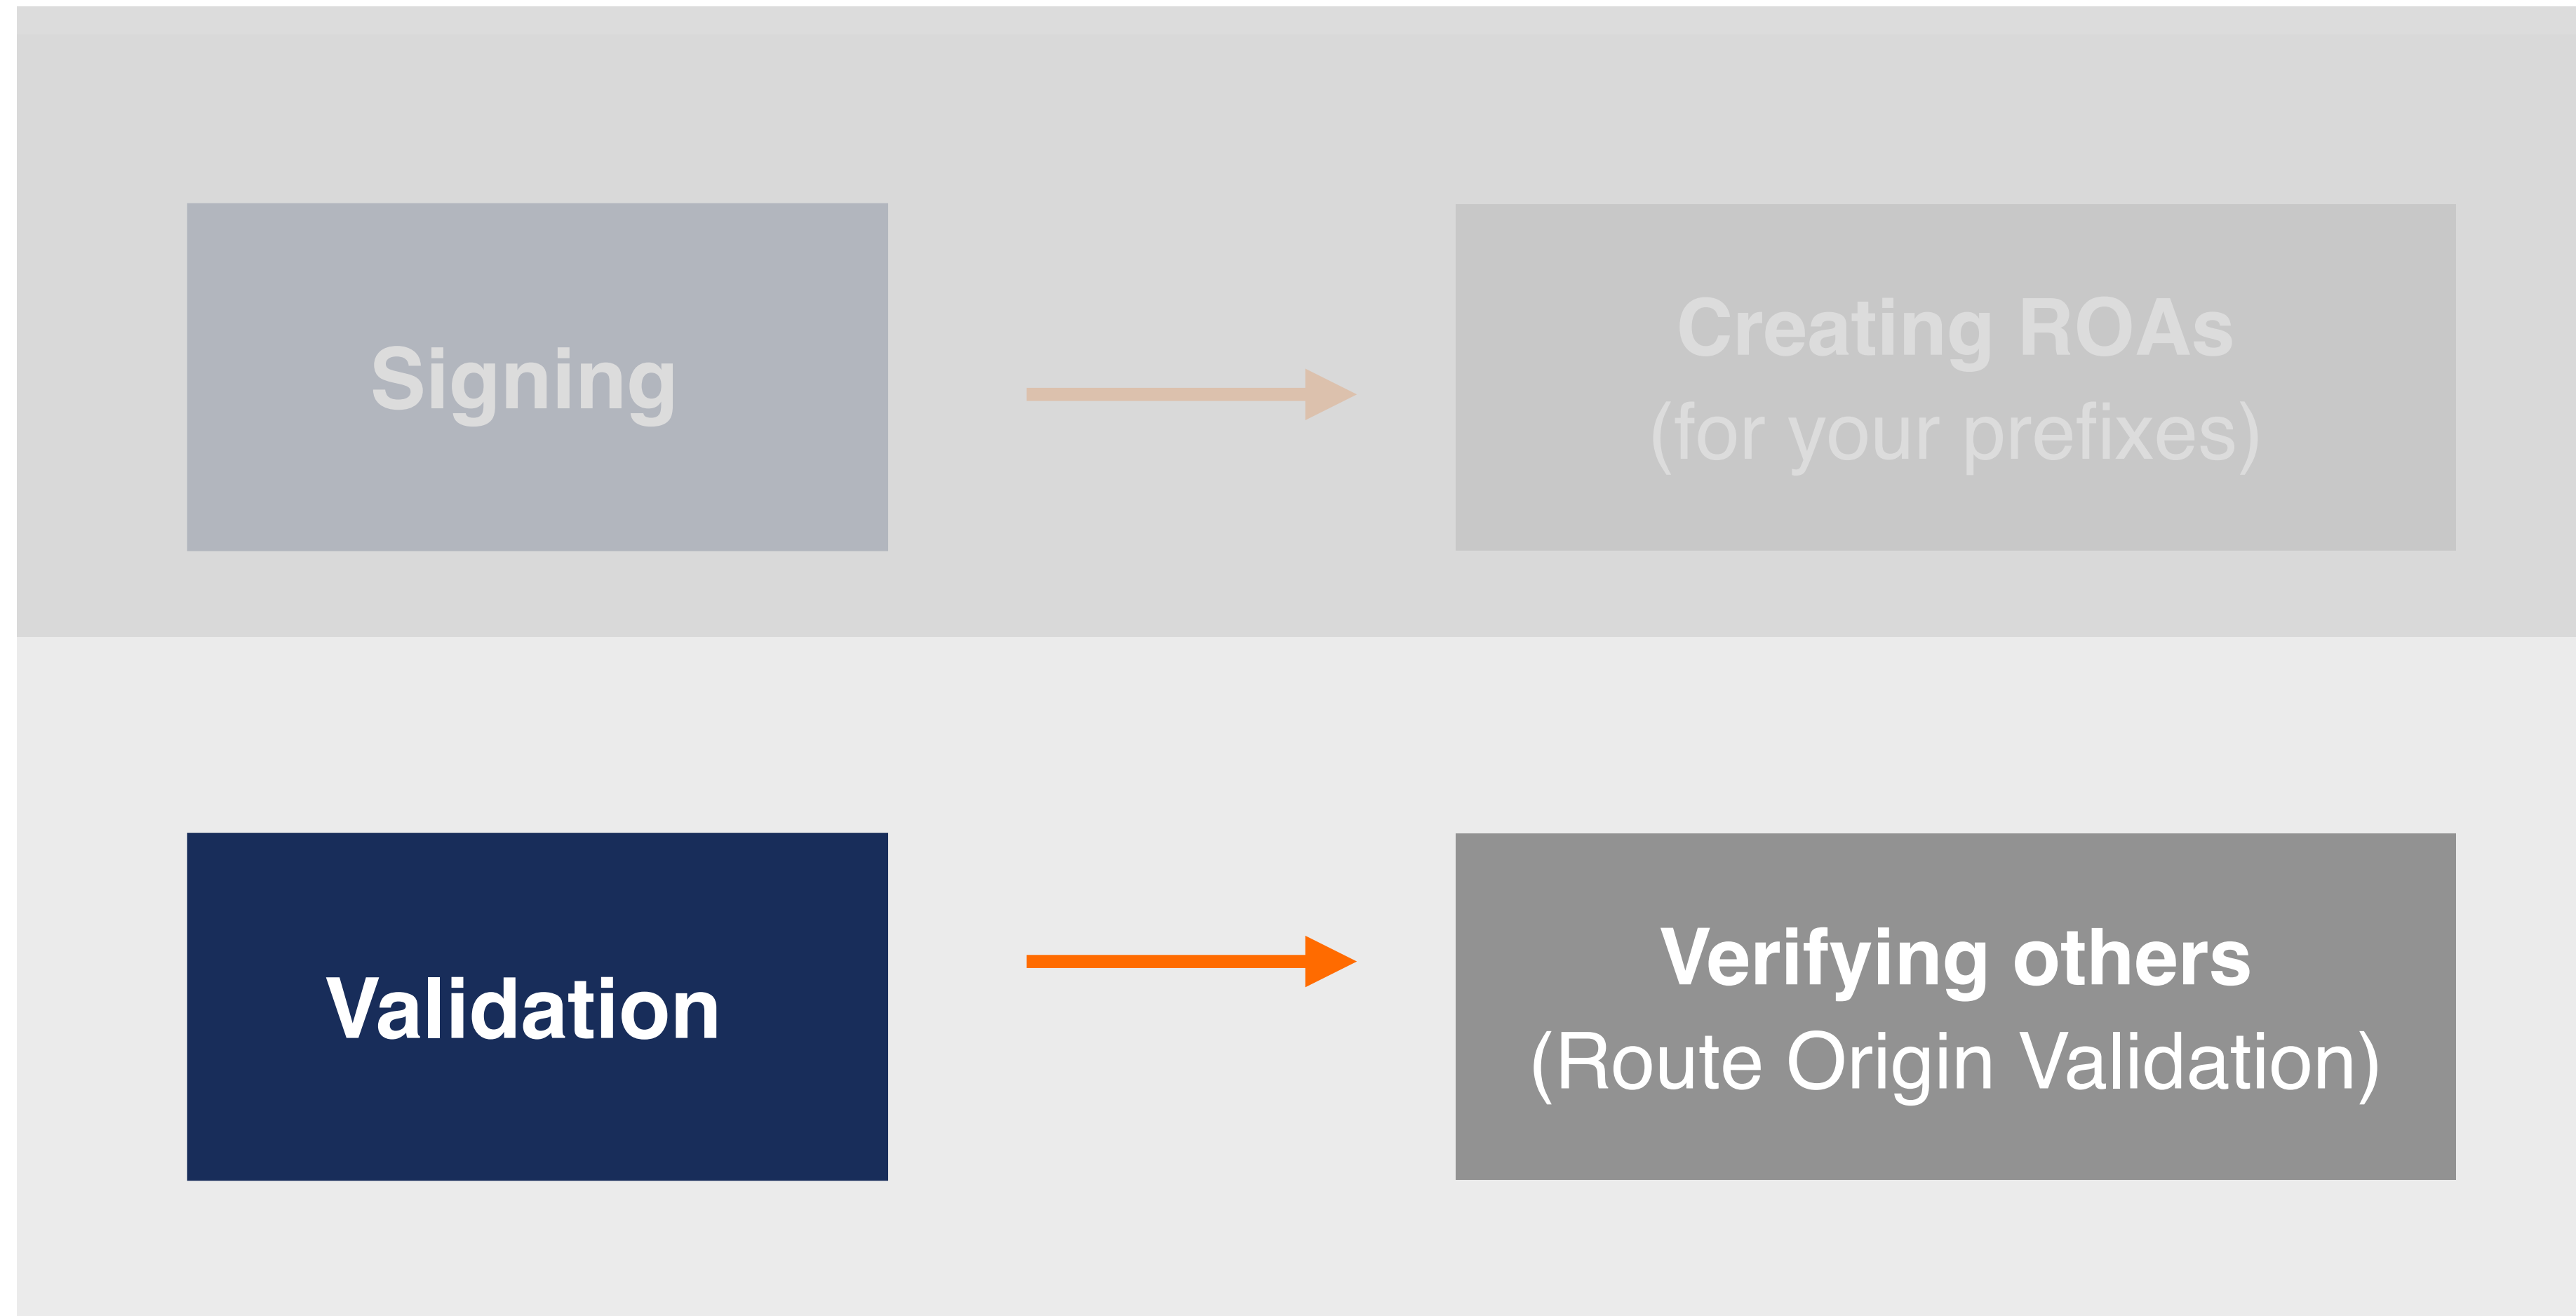 Signing
Creating ROAs
(for your prefixes)
Validation
Verifying others
(Route Origin Validation)